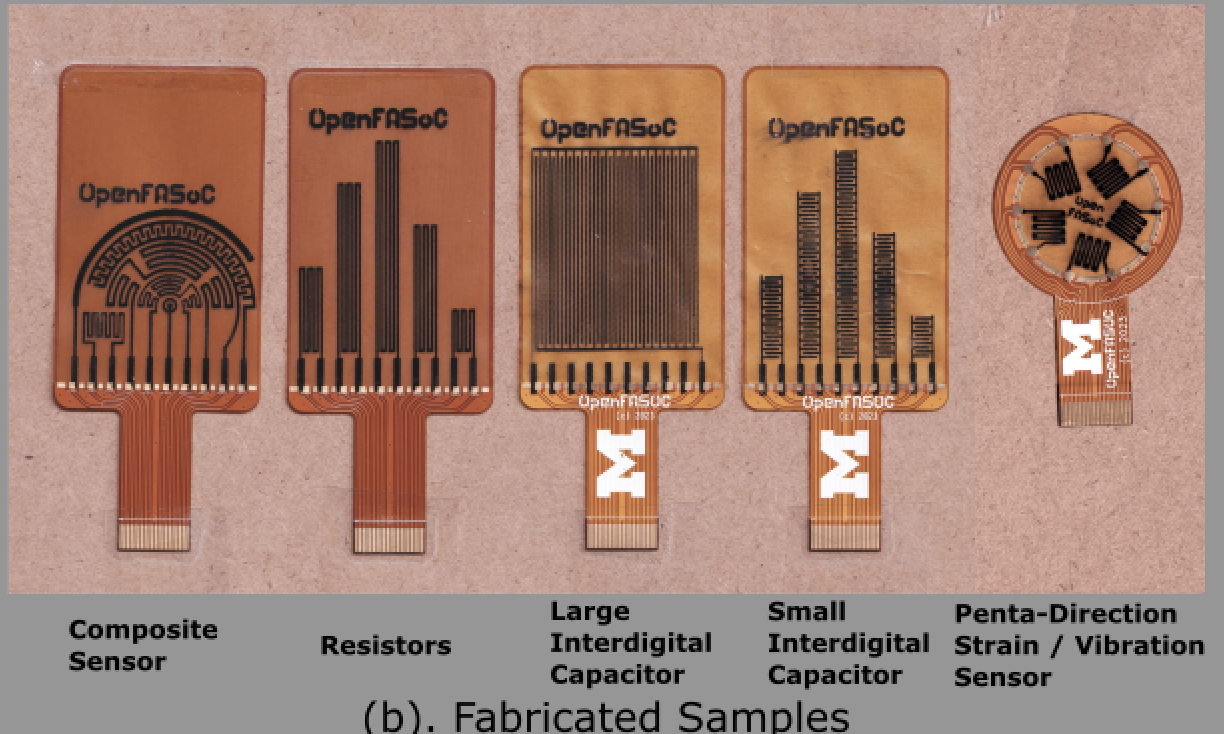 OpenFASoC
OpenFASoC
OpenFASoC
OpenFASoC
Open
FASoC
OpenFASOC
(c) 2023
M
OpenFASOC
(c) 2023
M
M
OpenFASOC
(c) 2023
Composite
Sensor
Resistors
Large
Interdigital
Capacitor
Small
Interdigital
Capacitor
Penta-Direction
Strain / Vibration
Sensor
(b). Fabricated Samples